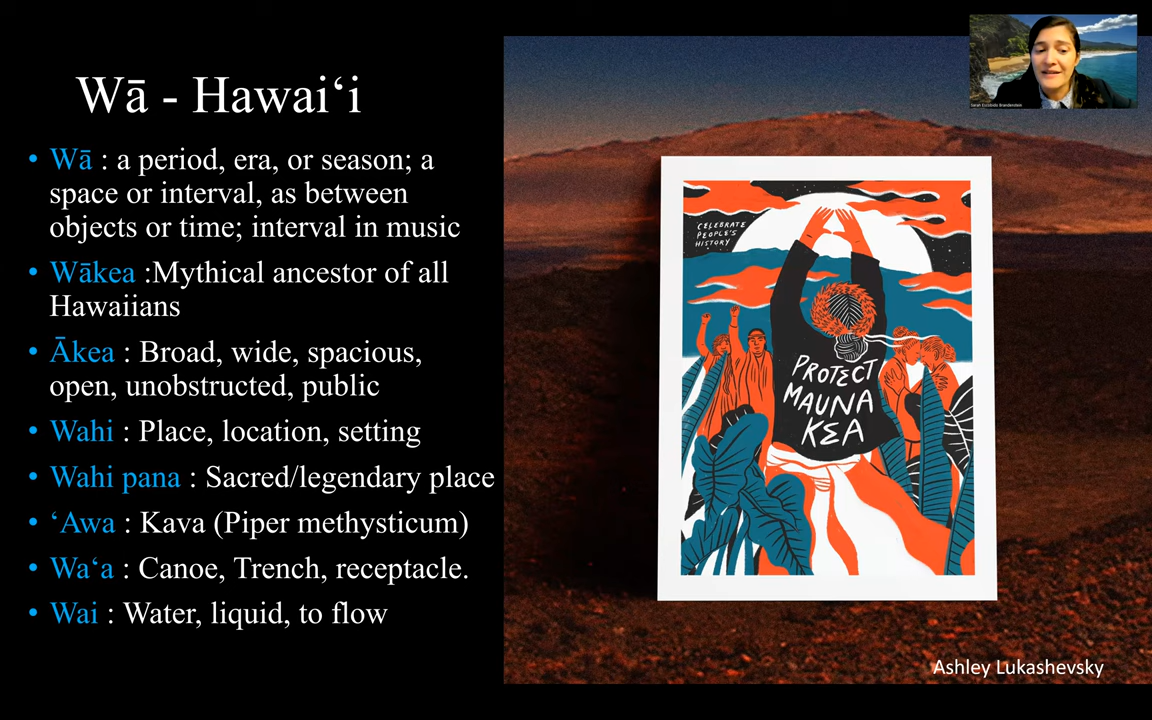 Wā - Hawaiʻi
• Wā : a period, era, or season; a
space or interval, as between
objects or time; interval in music
• Wākea :Mythical ancestor of all
Hawaiians
• Ākea : Broad, wide, spacious,
open, unobstructed, public
• Wahi : Place, location, setting
• Wahi pana : Sacred/legendary place
• ʻAwa : Kava (Piper methysticum)
• Waʻa : Canoe, Trench, receptacle.
• Wai : Water, liquid, to flow
CELEBRATE
PEOPLE'S
HISTORY
PROTECT
MAUNA
KEA
Ashley Lukashevsky